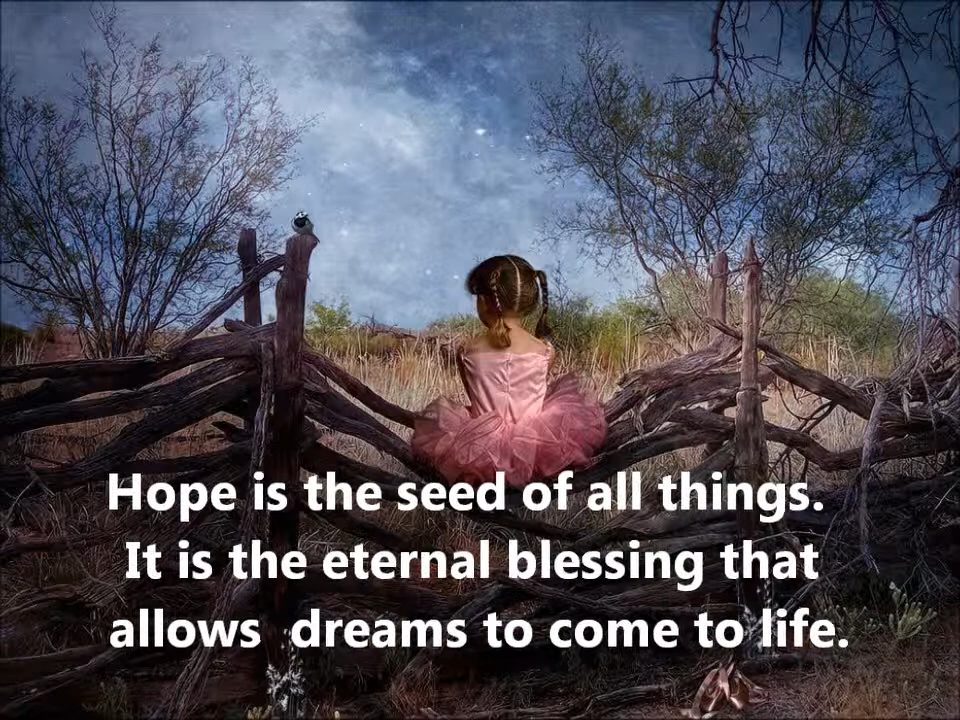 Hope is the seed of all things.
It is the eternal blessing that
allows  dreams to come to life.